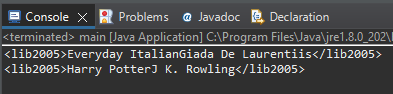 Console Problems Javadoc Declaration
<terminated> main [Java Application] C:\Program Files\Java\jre1.8.0_202\
<lib2005>Everyday ItalianGiada De Laurentiis</lib2005>
<lib2005>Harry PotterJ K. Rowling</lib2005>